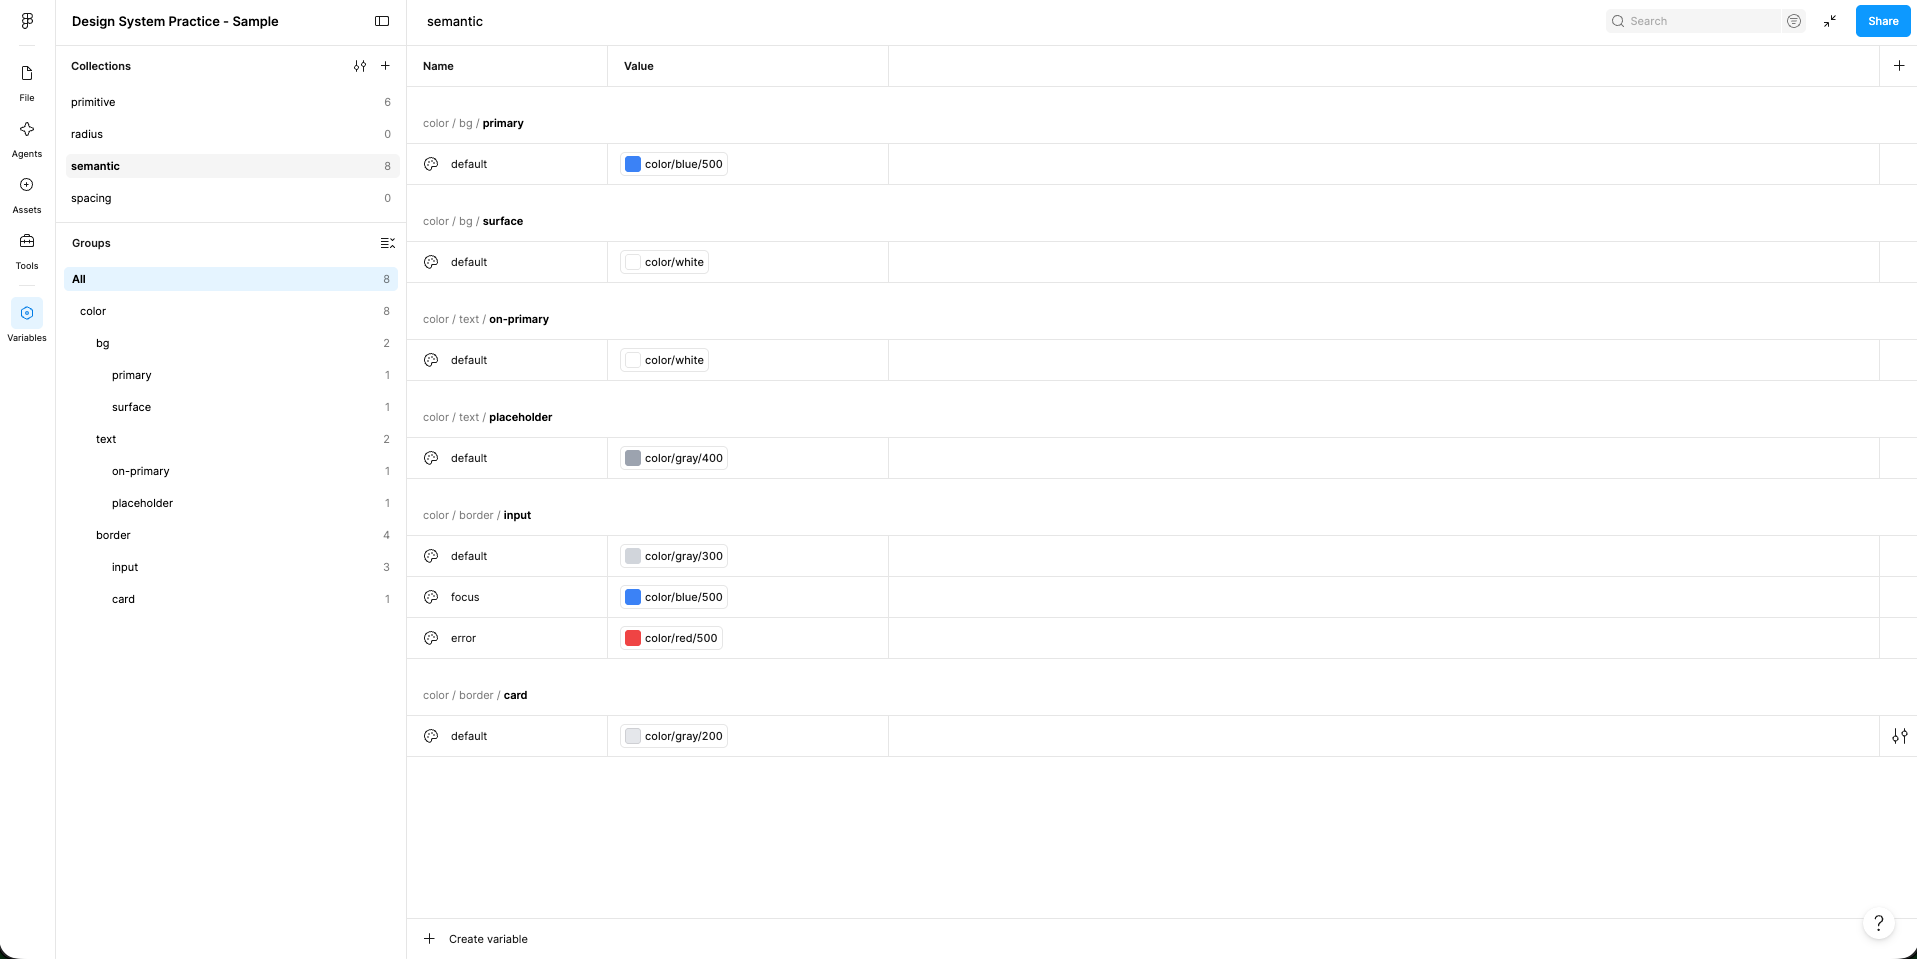 Design System Practice - Sample
semantic
Search
Share
File
Agents
Assets
Tools
Variables
Collections
primitive 6
radius 0
semantic 8
spacing 0
Groups
All 8
color 8
bg 2
primary 1
surface 1
text 2
on-primary 1
placeholder 1
border 4
input 3
card 1
Name Value
color / bg / primary
default color/blue/500
color / bg / surface
default color/white
color / text / on-primary
default color/white
color / text / placeholder
default color/gray/400
color / border / input
default color/gray/300
focus color/blue/500
error color/red/500
color / border / card
default color/gray/200
Create variable
?